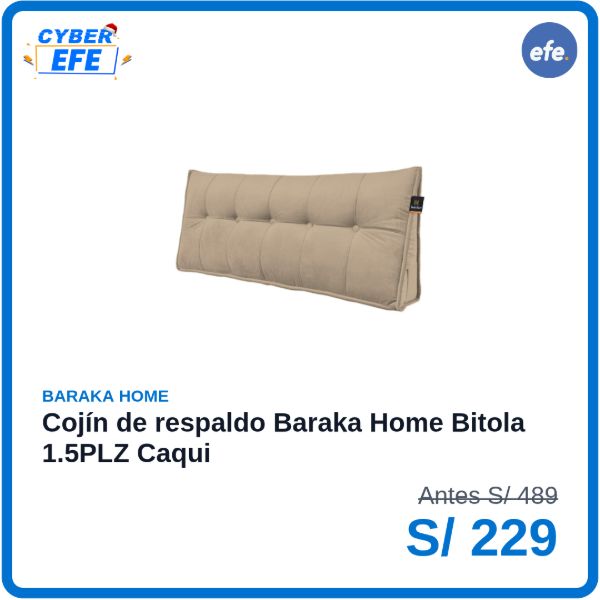 CYBER
EFE
efe.
BARAKA HOME
Cojín de respaldo Baraka Home Bitola
1.5PLZ Caqui
Antes S/ 489
S/ 229